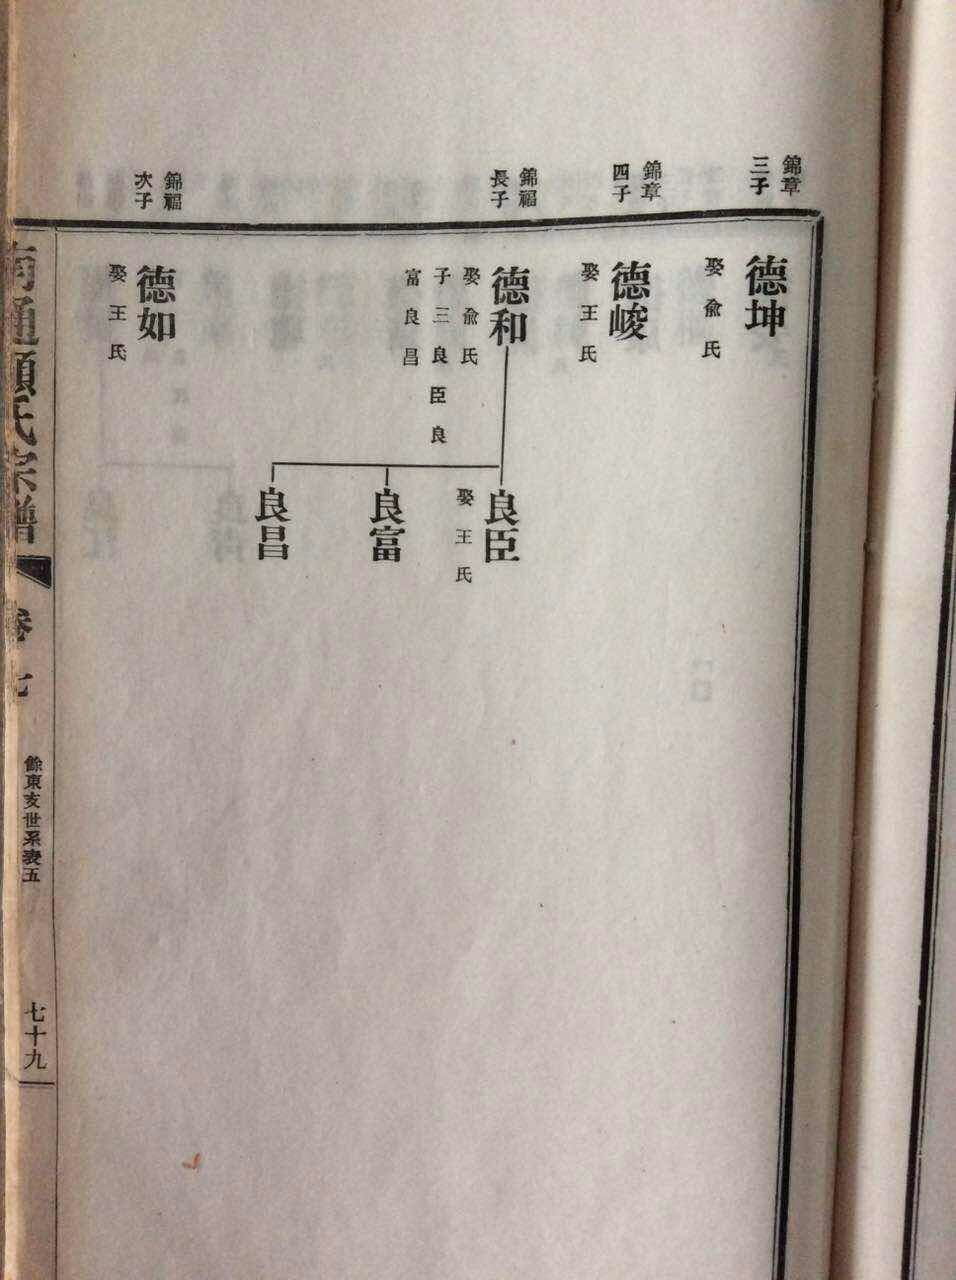 錦章
三子
德坤
娶俞氏
錦章
四子
德峻
娶王氏
錦福
長子
德和
娶俞氏
子三良臣良
富良昌
良臣
娶王氏
良富
良昌
錦福
次子
德如
娶王氏
南通顧氏宗譜
卷七
餘東亥世系表五
七十九